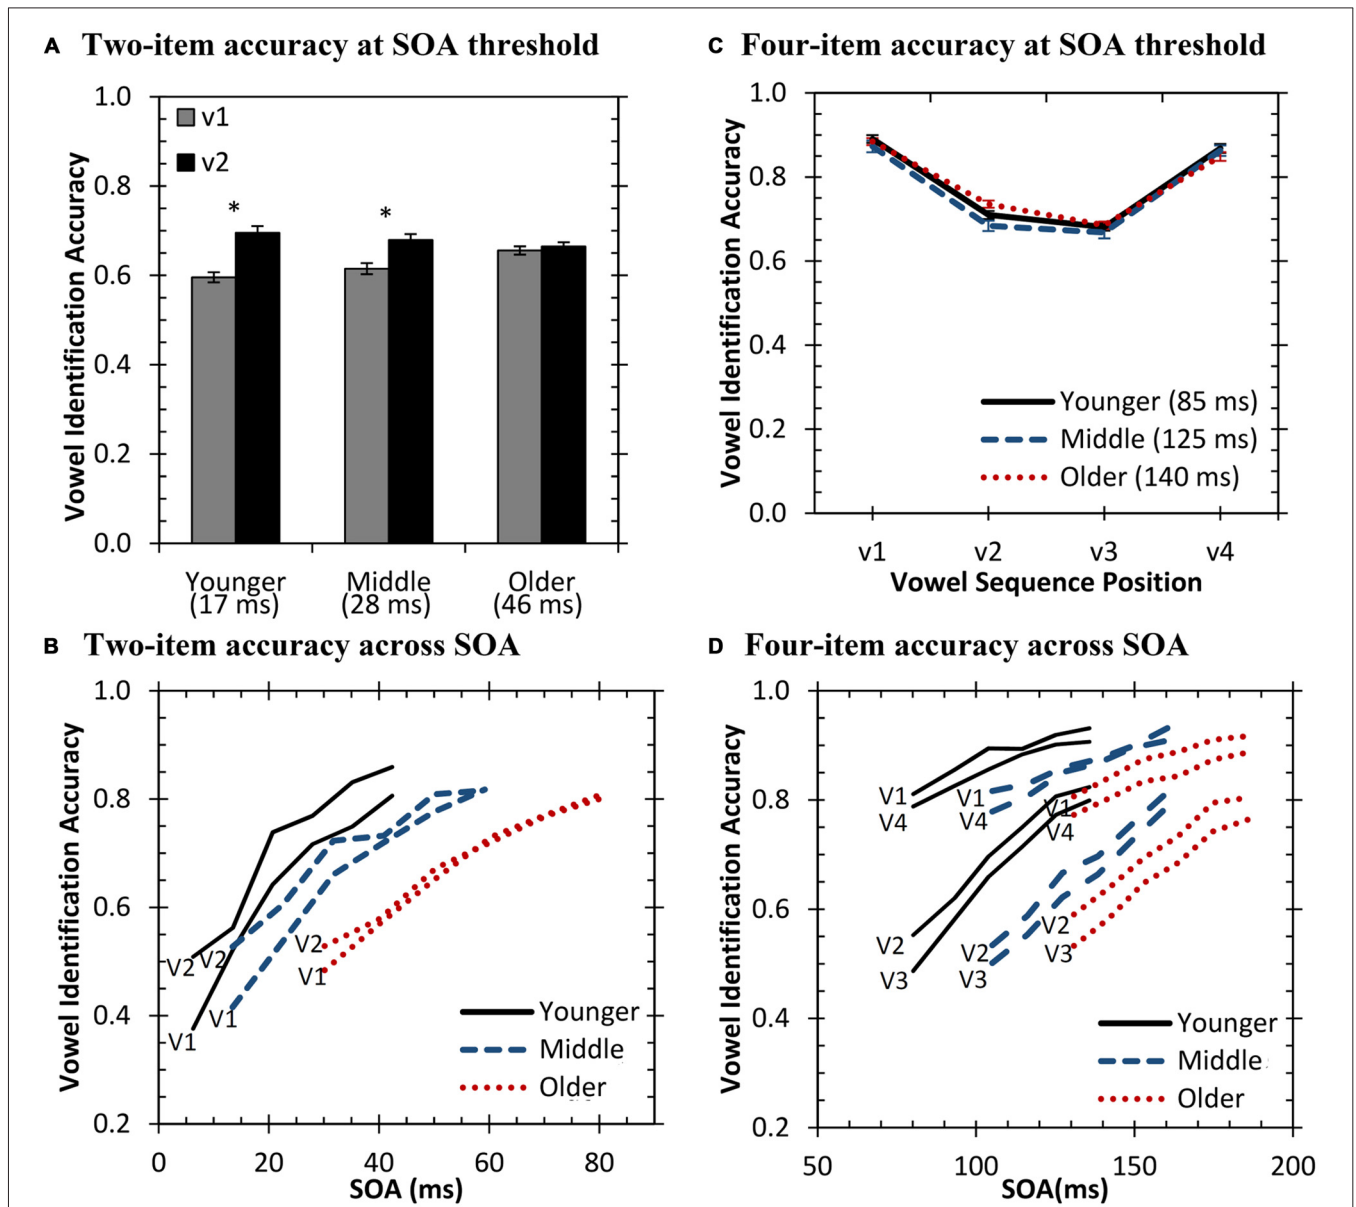 A Two-item accuracy at SOA threshold
Vowel Identification Accuracy
1.0
0.8
0.6
0.4
0.2
0.0
v1
v2
*
*
Younger Middle Older
(17 ms) (28 ms) (46 ms)
C Four-item accuracy at SOA threshold
Vowel Identification Accuracy
1.0
0.8
0.6
0.4
0.2
0.0
Younger (85 ms)
Middle (125 ms)
Older (140 ms)
v1 v2 v3 v4
Vowel Sequence Position
B Two-item accuracy across SOA
Vowel Identification Accuracy
1.0
0.8
0.6
0.4
0.2
V2
V2
V2
V1
V1
V1
Younger
Middle
Older
0 20 40 60 80
SOA (ms)
D Four-item accuracy across SOA
Vowel Identification Accuracy
1.0
0.8
0.6
0.4
0.2
V1
V4
V1
V4
V1
V4
V2
V3
V2
V3
V2
V3
Younger
Middle
Older
50 100 150 200
SOA(ms)